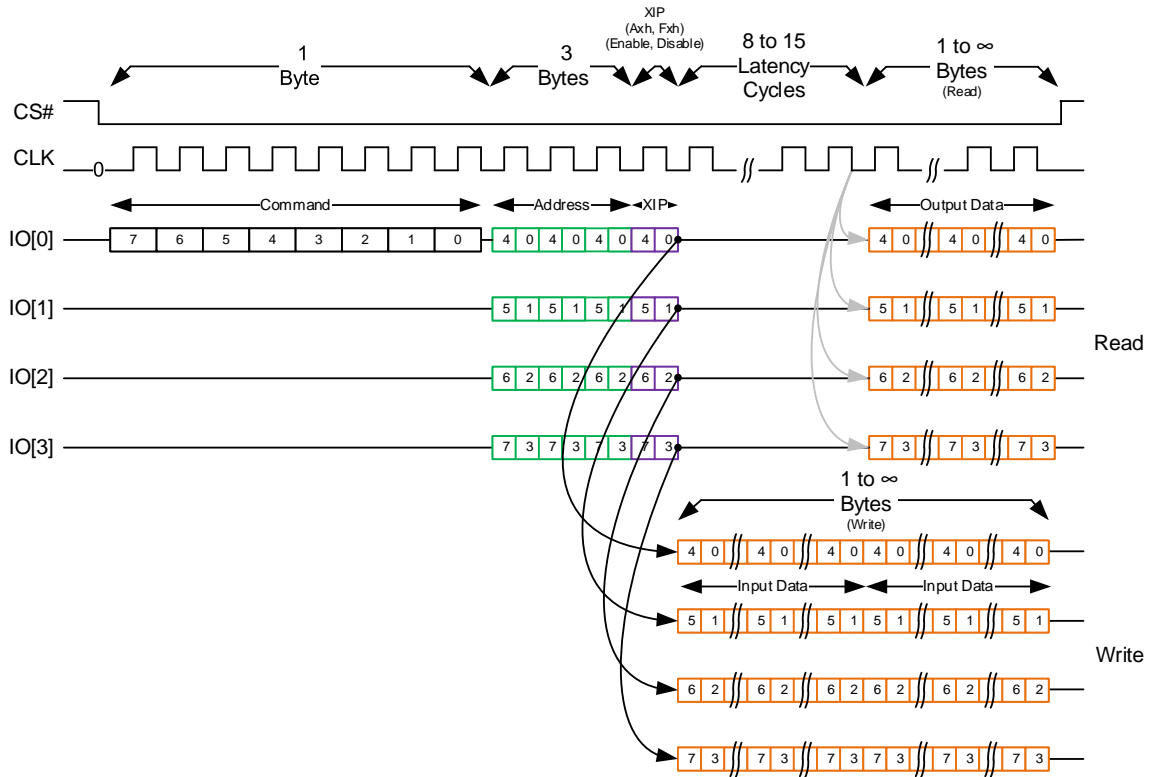 XIP
(Axh, Fxh)
(Enable, Disable)
1
Byte
3
Bytes
8 to 15
Latency
Cycles
1 to ∞
Bytes
(Read)
CS#
CLK
0
Command
Address
XIP
Output Data
IO[0] 7 6 5 4 3 2 1 0 4 0 4 0 4 0 4 0 4 0 4 0 4 0
IO[1] 5 1 5 1 5 1 5 1 5 1 5 1 5 1
Read
IO[2] 6 2 6 2 6 2 6 2 6 2 6 2 6 2
IO[3] 7 3 7 3 7 3 7 3 7 3 7 3 7 3
1 to ∞
Bytes
(Write)
4 0 4 0 4 0 4 0 4 0 4 0
Input Data Input Data
5 1 5 1 5 1 5 1 5 1 5 1
Write
6 2 6 2 6 2 6 2 6 2 6 2
7 3 7 3 7 3 7 3 7 3 7 3